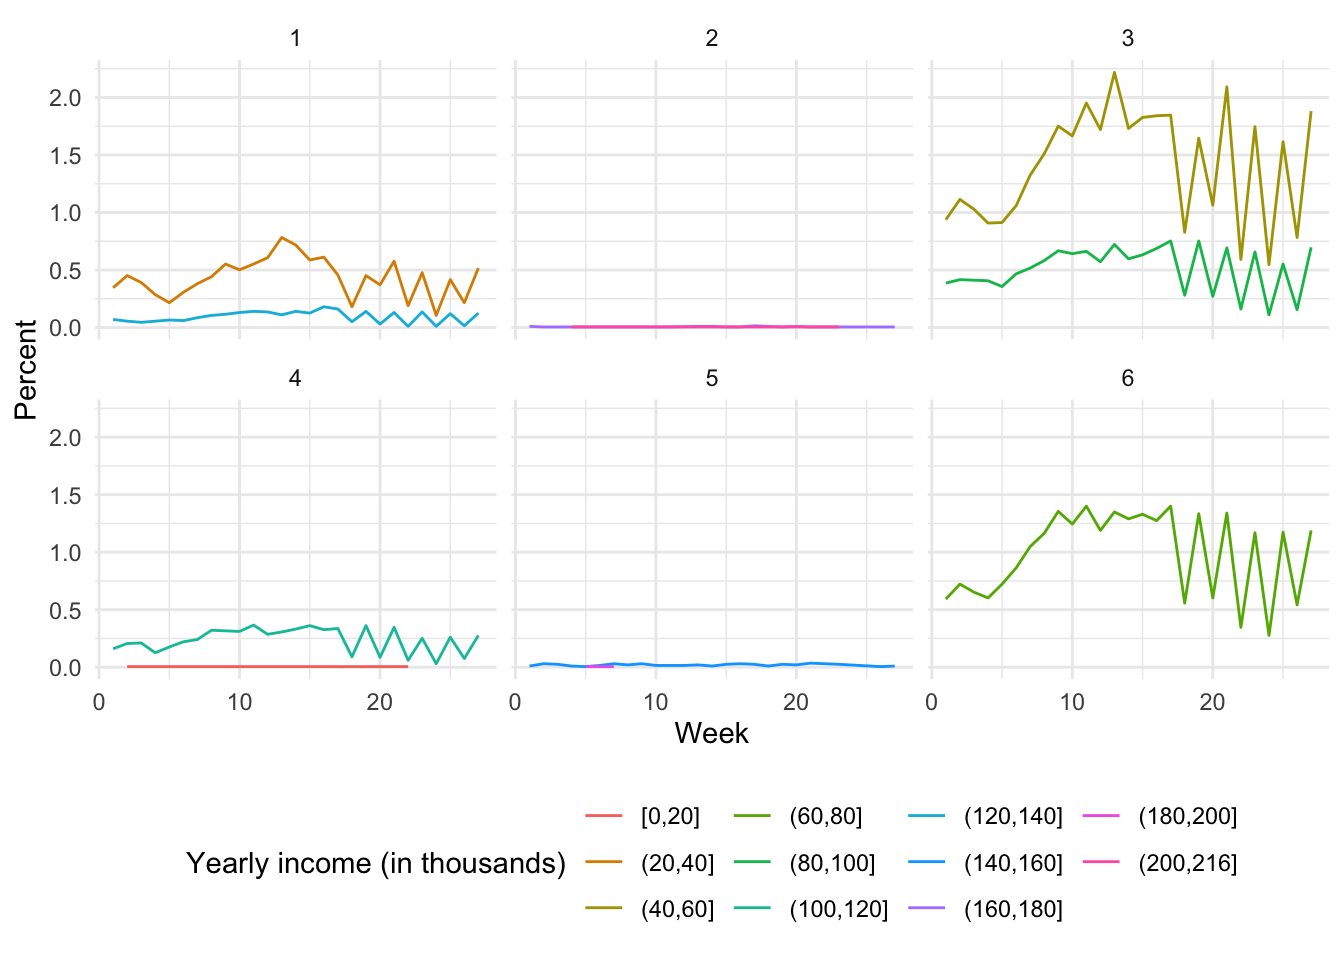 1 2 3
2.0
1.5
1.0
0.5
0.0
Percent
4 5 6
2.0
1.5
1.0
0.5
0.0
0 10 20 0 10 20 0 10 20
Week
Yearly income (in thousands)
[0,20] (60,80] (120,140] (180,200]
(20,40] (80,100] (140,160] (200,216]
(40,60] (100,120] (160,180]